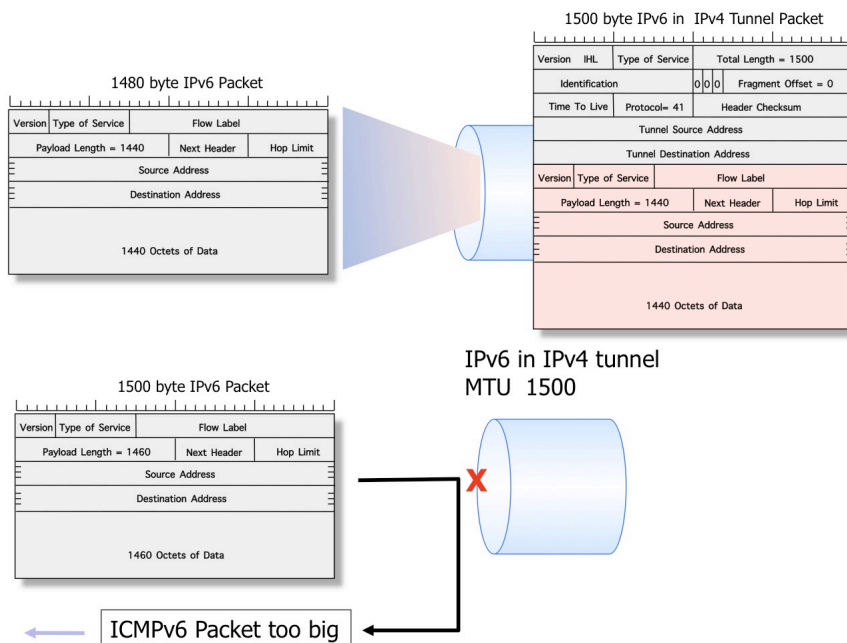 1500 byte IPv6 in IPv4 Tunnel Packet
Version IHL Type of Service Total Length = 1500
Identification 0 0 0 Fragment Offset = 0
Time To Live Protocol= 41 Header Checksum
Tunnel Source Address
Tunnel Destination Address
Version Type of Service Flow Label
Payload Length = 1440 Next Header Hop Limit
Source Address
Destination Address
1440 Octets of Data
1480 byte IPv6 Packet
Version Type of Service Flow Label
Payload Length = 1440 Next Header Hop Limit
Source Address
Destination Address
1440 Octets of Data
IPv6 in IPv4 tunnel
MTU 1500
1500 byte IPv6 Packet
Version Type of Service Flow Label
Payload Length = 1460 Next Header Hop Limit
Source Address
Destination Address
1460 Octets of Data
X
ICMPv6 Packet too big